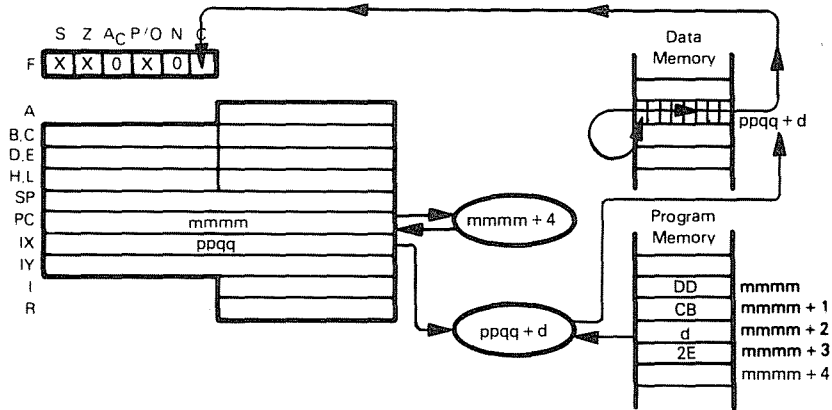 S Z AC P/O N C
F X X 0 X 0
Data
Memory
ppqq + d
A
B,C
D,E
H,L
SP
PC mmmm
IX ppqq
IY
I
R
mmmm + 4
ppqq + d
Program
Memory
DD mmmm
CB mmmm + 1
d mmmm + 2
2E mmmm + 3
mmmm + 4